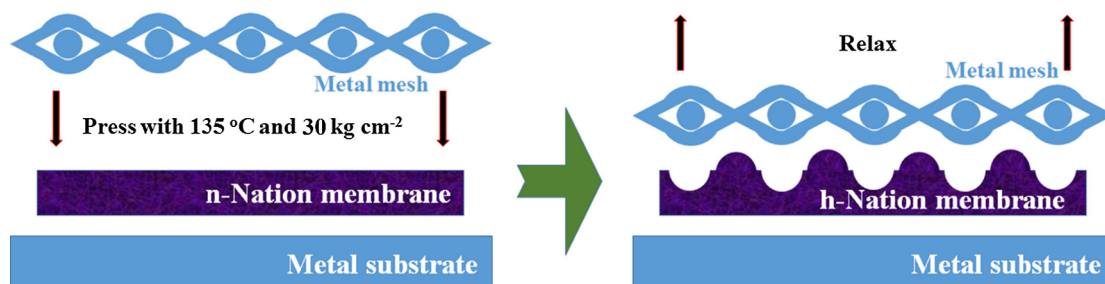 Metal mesh
Press with 135 °C and 30 kg cm⁻²
n-Nation membrane
Metal substrate
Relax
Metal mesh
h-Nation membrane
Metal substrate